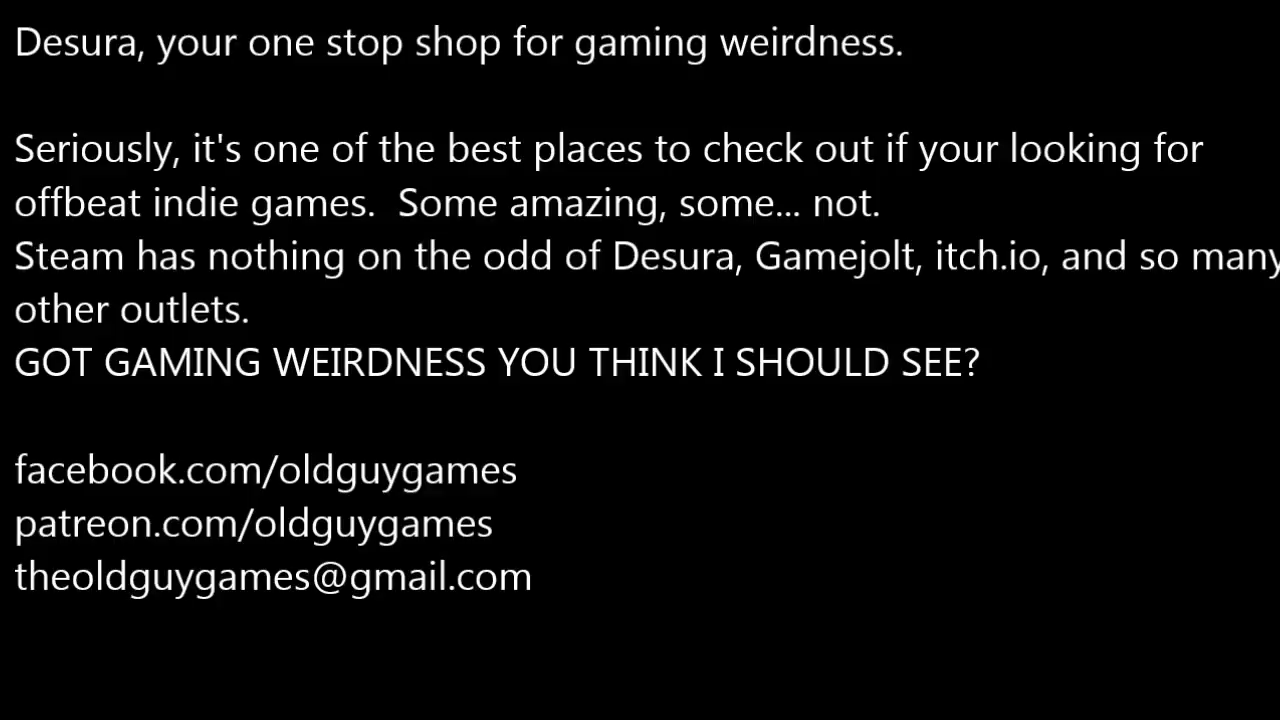 Desura, your one stop shop for gaming weirdness.
Seriously, it's one of the best places to check out if your looking for
offbeat indie games.  Some amazing, some... not.
Steam has nothing on the odd of Desura, Gamejolt, itch.io, and so many
other outlets.
GOT GAMING WEIRDNESS YOU THINK I SHOULD SEE?
facebook.com/oldguygames
patreon.com/oldguygames
theoldguygames@gmail.com